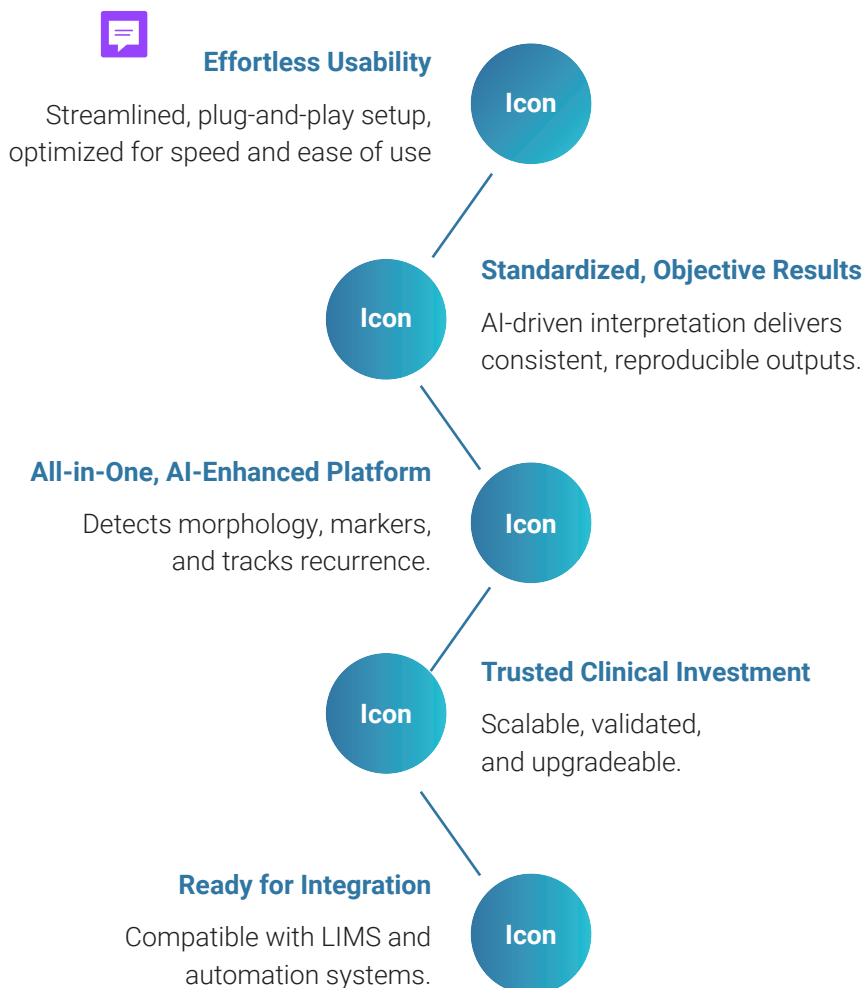 Effortless Usability
Streamlined, plug-and-play setup,
optimized for speed and ease of use
Icon
Icon
Standardized, Objective Results
AI-driven interpretation delivers
consistent, reproducible outputs.
All-in-One, AI-Enhanced Platform
Detects morphology, markers,
and tracks recurrence.
Icon
Icon
Trusted Clinical Investment
Scalable, validated,
and upgradeable.
Ready for Integration
Compatible with LIMS and
automation systems.
Icon